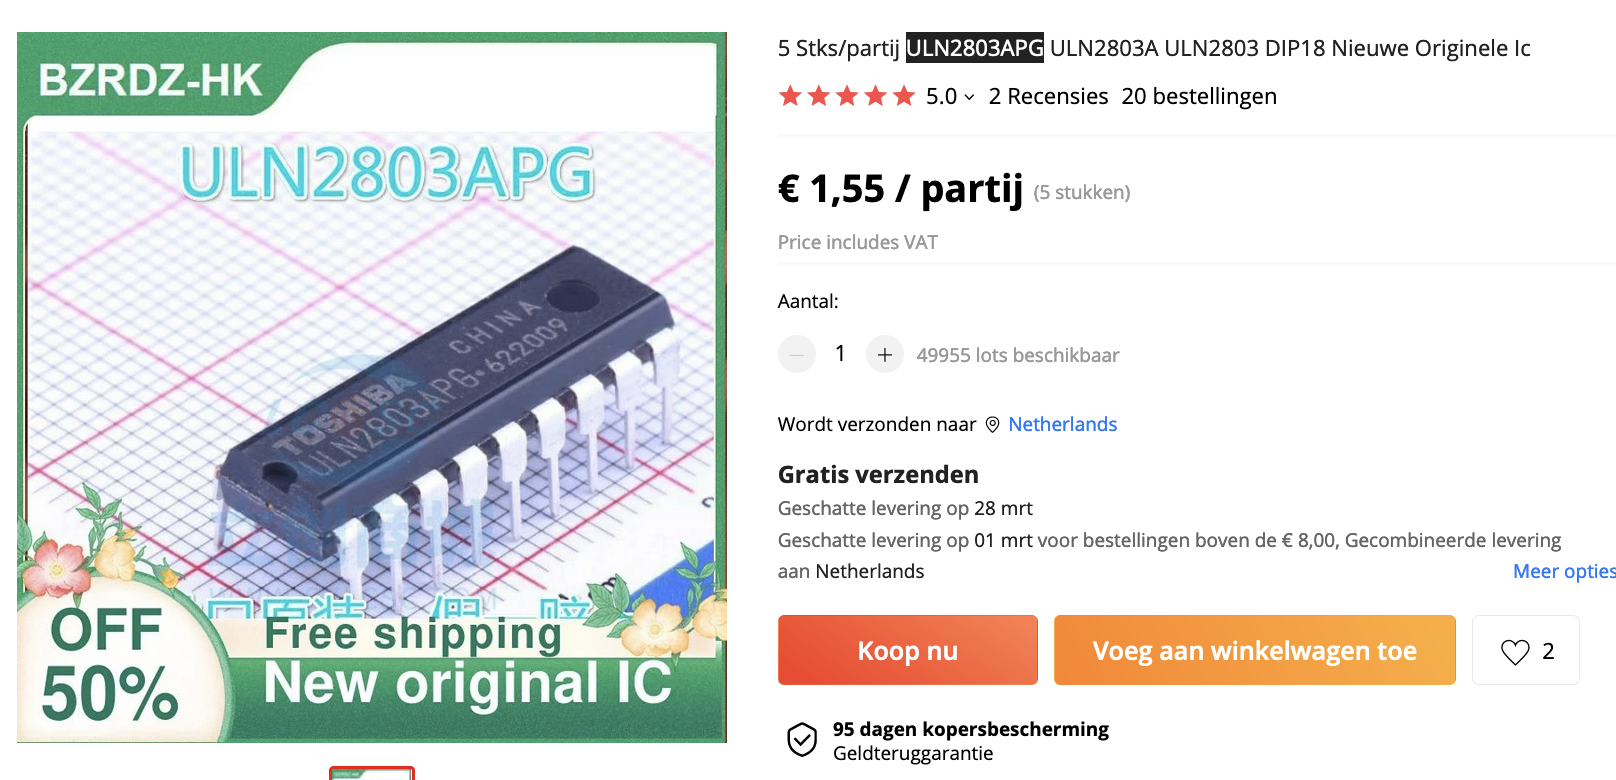 BZRDZ-HK
ULN2803APG
CHINA
TOSHIBA
ULN2803APG·622009
OFF
50%
Free shipping
New original IC
5 Stks/partij ULN2803APG ULN2803A ULN2803 DIP18 Nieuwe Originele Ic
5.0 2 Recensies 20 bestellingen
€ 1,55 / partij (5 stukken)
Price includes VAT
Aantal:
1 49955 lots beschikbaar
Wordt verzonden naar Netherlands
Gratis verzenden
Geschatte levering op 28 mrt
Geschatte levering op 01 mrt voor bestellingen boven de € 8,00, Gecombineerde levering
aan Netherlands Meer opties
Koop nu Voeg aan winkelwagen toe 2
95 dagen kopersbescherming
Geldteruggarantie